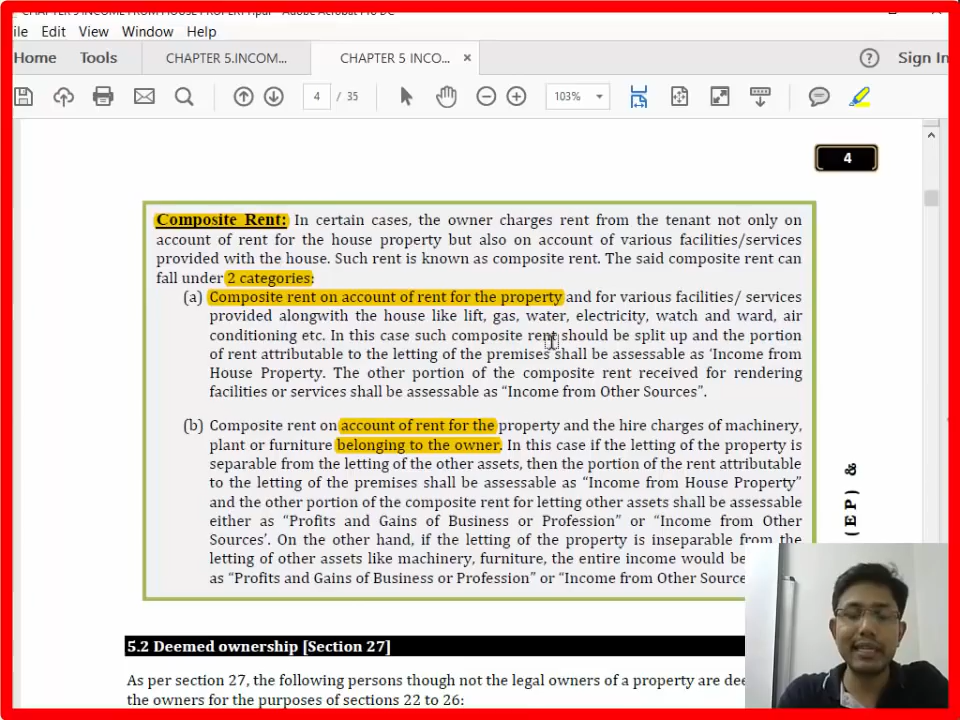 ile Edit View Window Help
Home Tools CHAPTER 5.INCOM... CHAPTER 5 INCO... × ? Sign In
4 / 35 103%
4
Composite Rent: In certain cases, the owner charges rent from the tenant not only on
account of rent for the house property but also on account of various facilities/services
provided with the house. Such rent is known as composite rent. The said composite rent can
fall under 2 categories:
(a) Composite rent on account of rent for the property and for various facilities/ services
provided alongwith the house like lift, gas, water, electricity, watch and ward, air
conditioning etc. In this case such composite rent should be split up and the portion
of rent attributable to the letting of the premises shall be assessable as 'Income from
House Property. The other portion of the composite rent received for rendering
facilities or services shall be assessable as “Income from Other Sources”.
(b) Composite rent on account of rent for the property and the hire charges of machinery,
plant or furniture belonging to the owner. In this case if the letting of the property is
separable from the letting of the other assets, then the portion of the rent attributable
to the letting of the premises shall be assessable as “Income from House Property”
and the other portion of the composite rent for letting other assets shall be assessable
either as “Profits and Gains of Business or Profession” or “Income from Other
Sources’. On the other hand, if the letting of the property is inseparable from the
letting of other assets like machinery, furniture, the entire income would be
as “Profits and Gains of Business or Profession” or “Income from Other Source
(EP) &
5.2 Deemed ownership [Section 27]
As per section 27, the following persons though not the legal owners of a property are dee
the owners for the purposes of sections 22 to 26: